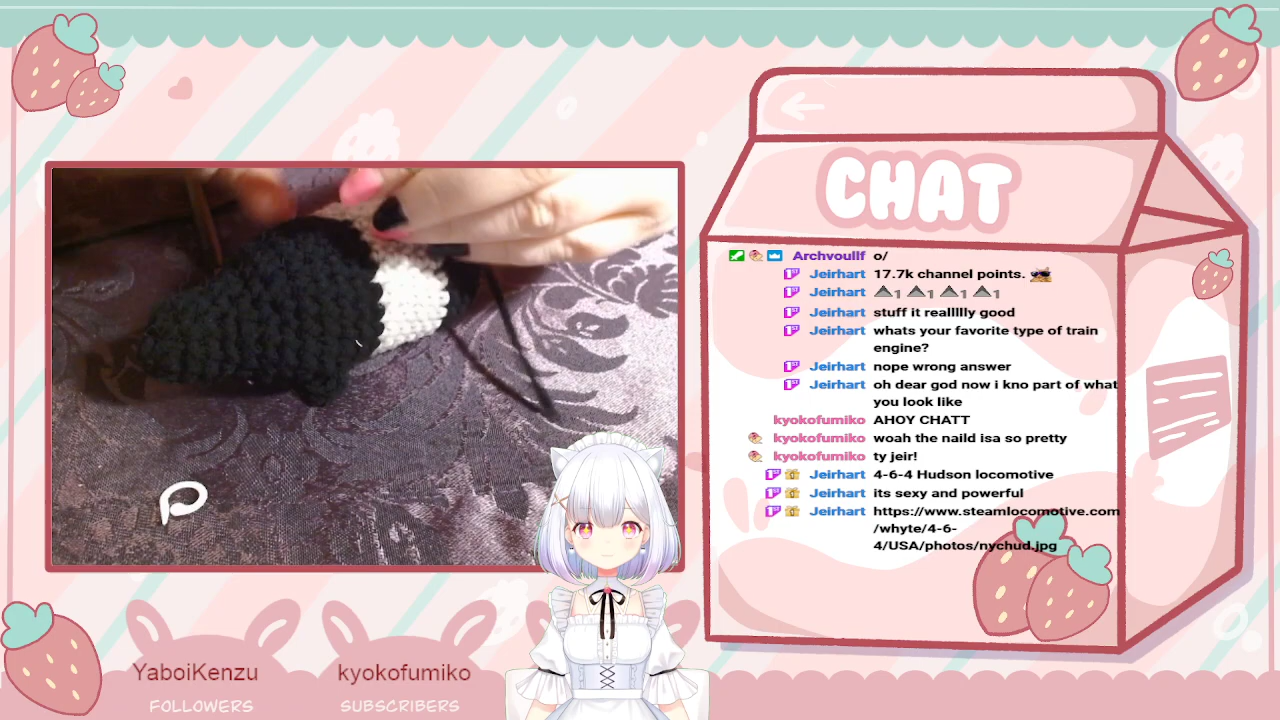 CHAT
Archvoullf o/
Jeirhart 17.7k channel points.
Jeirhart 1 1 1 1
Jeirhart stuff it reallllly good
Jeirhart whats your favorite type of train
engine?
Jeirhart nope wrong answer
Jeirhart oh dear god now i kno part of what
you look like
kyokofumiko AHOY CHATT
kyokofumiko woah the naild isa so pretty
kyokofumiko ty jeir!
Jeirhart 4-6-4 Hudson locomotive
Jeirhart its sexy and powerful
Jeirhart https://www.steamlocomotive.com
/whyte/4-6-
4/USA/photos/nychud.jpg
YaboiKenzu
FOLLOWERS
kyokofumiko
SUBSCRIBERS